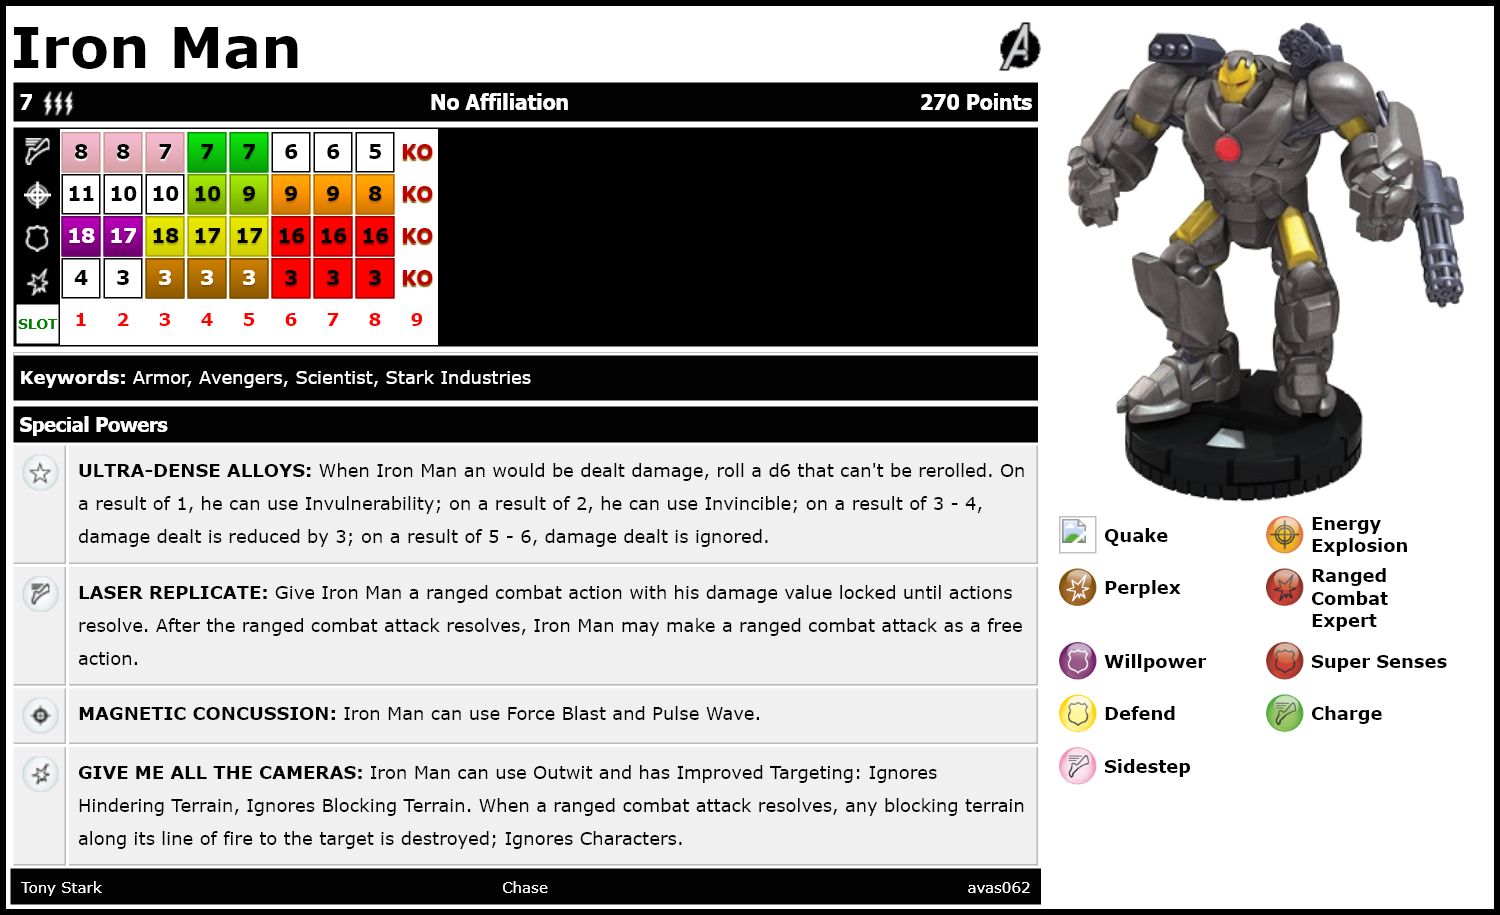 Iron Man
7 No Affiliation 270 Points
8 8 7 7 7 6 6 5 KO
11 10 10 10 9 9 9 8 KO
18 17 18 17 17 16 16 16 KO
4 3 3 3 3 3 3 3 KO
SLOT 1 2 3 4 5 6 7 8 9
Keywords: Armor, Avengers, Scientist, Stark Industries
Special Powers
ULTRA-DENSE ALLOYS: When Iron Man an would be dealt damage, roll a d6 that can't be rerolled. On
a result of 1, he can use Invulnerability; on a result of 2, he can use Invincible; on a result of 3 - 4,
damage dealt is reduced by 3; on a result of 5 - 6, damage dealt is ignored.
LASER REPLICATE: Give Iron Man a ranged combat action with his damage value locked until actions
resolve. After the ranged combat attack resolves, Iron Man may make a ranged combat attack as a free
action.
MAGNETIC CONCUSSION: Iron Man can use Force Blast and Pulse Wave.
GIVE ME ALL THE CAMERAS: Iron Man can use Outwit and has Improved Targeting: Ignores
Hindering Terrain, Ignores Blocking Terrain. When a ranged combat attack resolves, any blocking terrain
along its line of fire to the target is destroyed; Ignores Characters.
Tony Stark Chase avas062
Quake
Energy
Explosion
Perplex
Ranged
Combat
Expert
Willpower
Super Senses
Defend
Charge
Sidestep